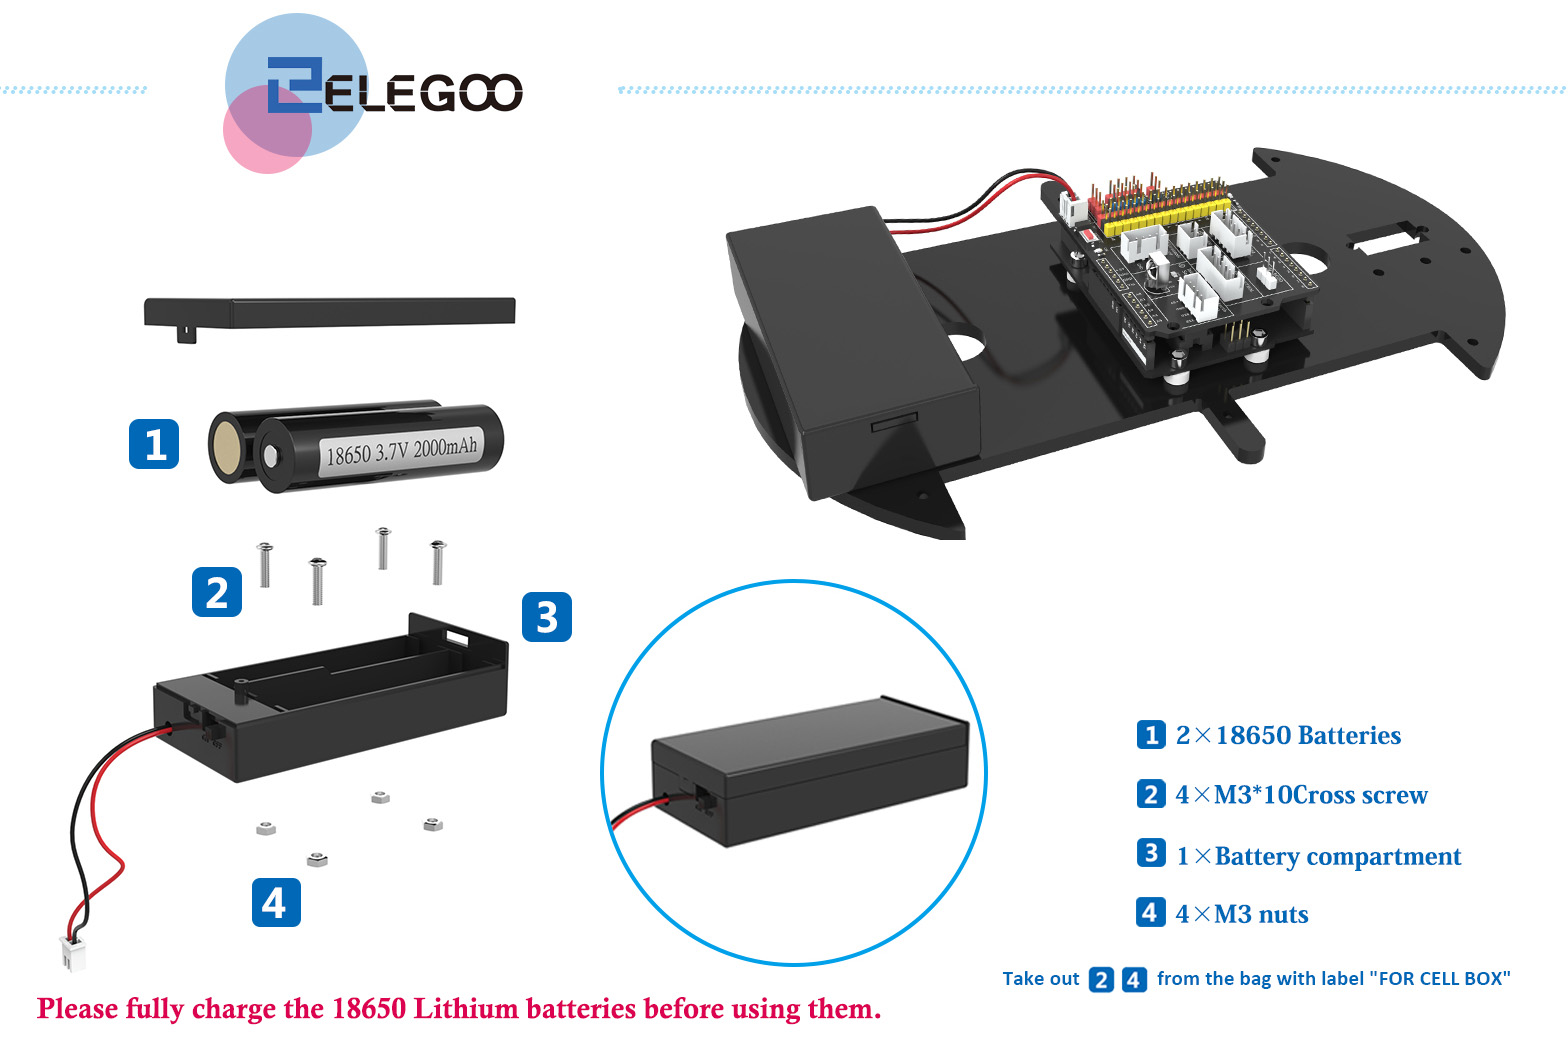 ELEGOO
1
18650 3.7V 2000mAh
2
3
4
1 2×18650 Batteries
2 4×M3*10Cross screw
3 1×Battery compartment
4 4×M3 nuts
Take out 2 4 from the bag with label "FOR CELL BOX"
Please fully charge the 18650 Lithium batteries before using them.